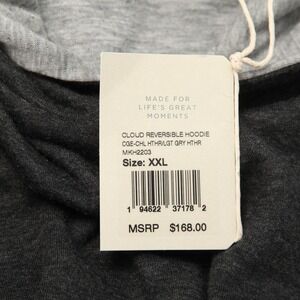 MADE FOR
LIFE'S GREAT
MOMENTS
CLOUD REVERSIBLE HOODIE
CGE-CHL HTHR/LGT GRY HTHR
MKH2203
Size: XXL
1 94622 37178 2
MSRP $168.00